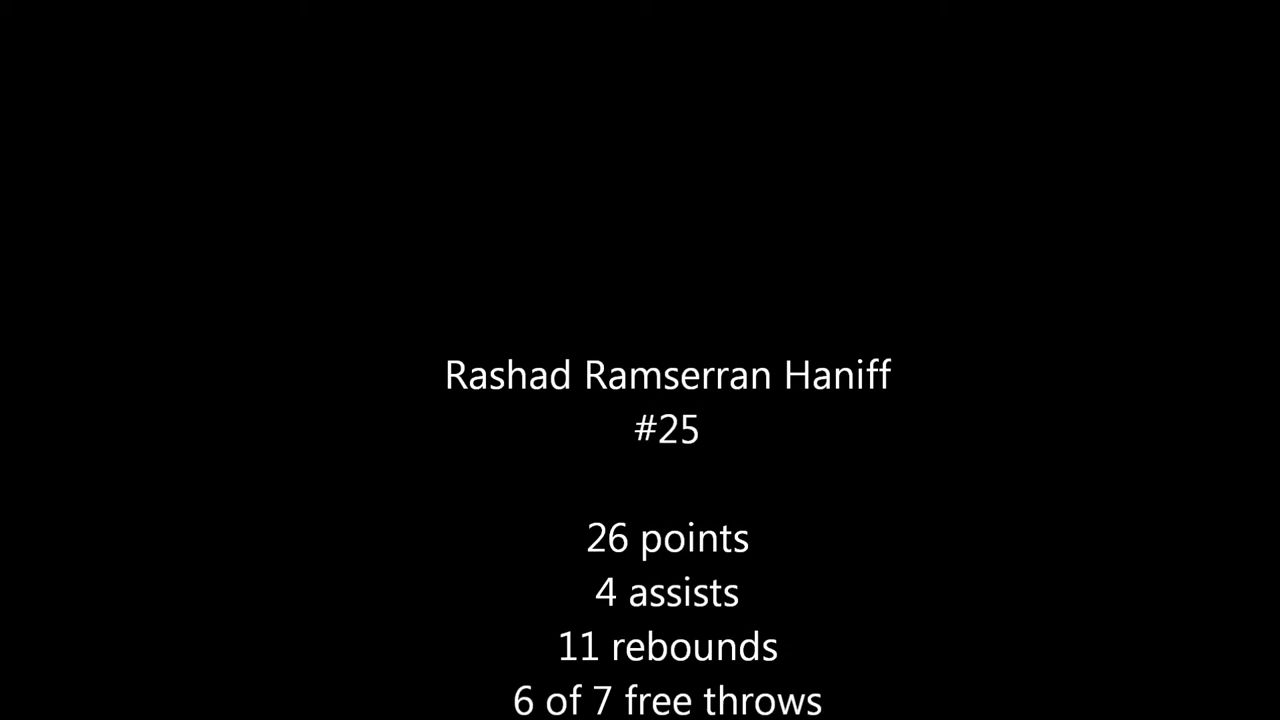 Rashad Ramserran Haniff
#25
26 points
4 assists
11 rebounds
6 of 7 free throws